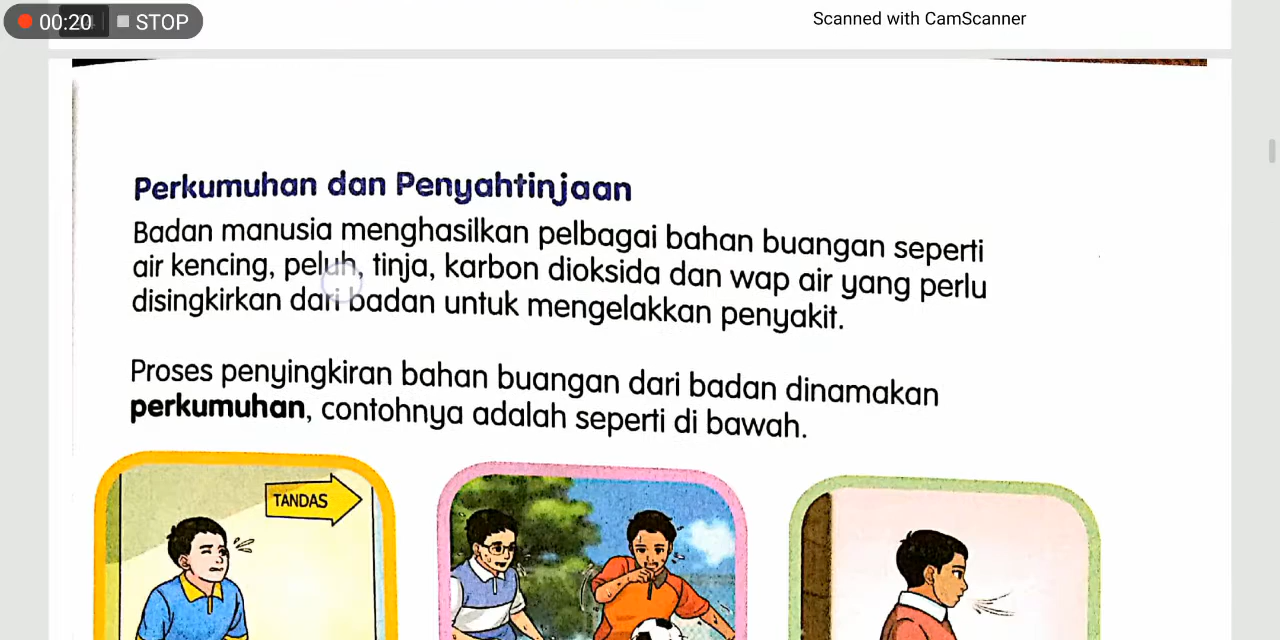 00:20 STOP
Scanned with CamScanner
Perkumuhan dan Penyahtinjaan
Badan manusia menghasilkan pelbagai bahan buangan seperti
air kencing, peluh, tinja, karbon dioksida dan wap air yang perlu
disingkirkan dari badan untuk mengelakkan penyakit.
Proses penyingkiran bahan buangan dari badan dinamakan
perkumuhan, contohnya adalah seperti di bawah.
TANDAS